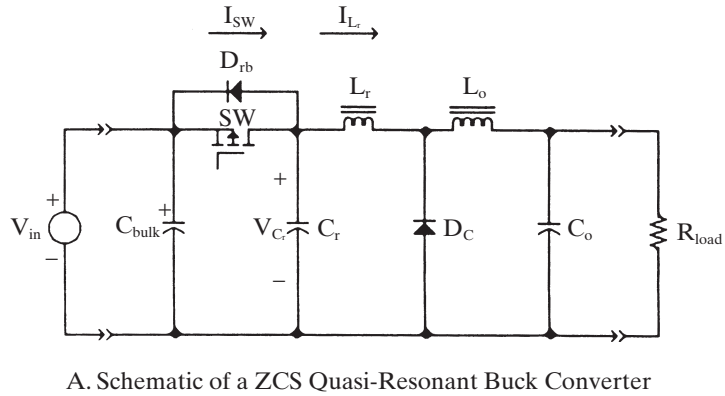 I_SW I_Lr
D_rb
L_r L_o
SW
+ + +
V_in C_bulk V_Cr C_r D_C C_o R_load
− −
A. Schematic of a ZCS Quasi-Resonant Buck Converter